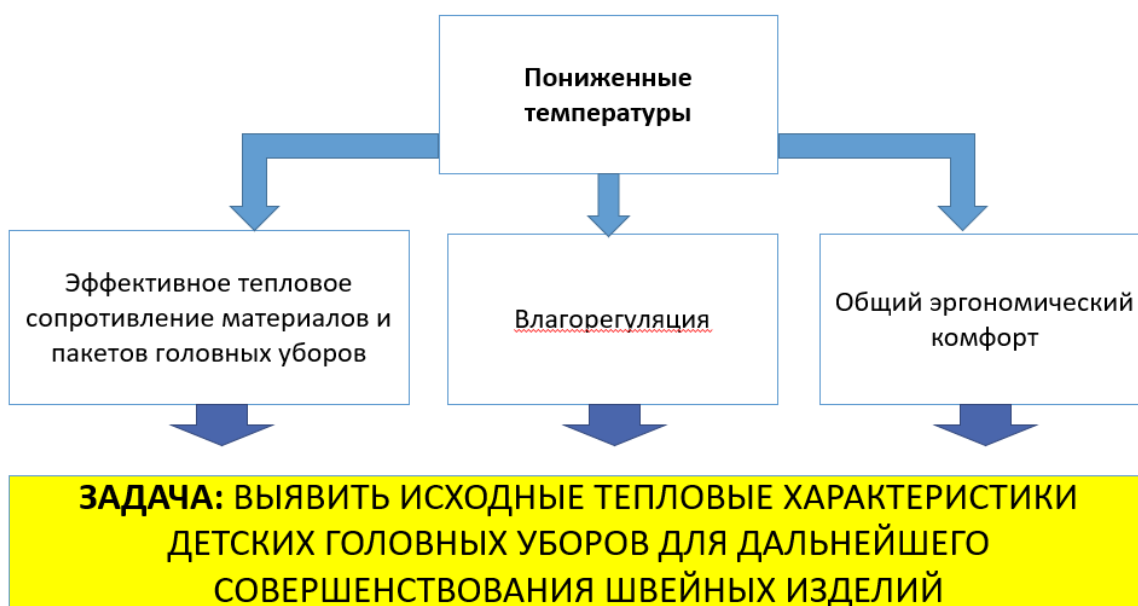 Пониженные
температуры
Эффективное тепловое
сопротивление материалов и
пакетов головных уборов
Влагорегуляция
Общий эргономический
комфорт
ЗАДАЧА: ВЫЯВИТЬ ИСХОДНЫЕ ТЕПЛОВЫЕ ХАРАКТЕРИСТИКИ
ДЕТСКИХ ГОЛОВНЫХ УБОРОВ ДЛЯ ДАЛЬНЕЙШЕГО
СОВЕРШЕНСТВОВАНИЯ ШВЕЙНЫХ ИЗДЕЛИЙ